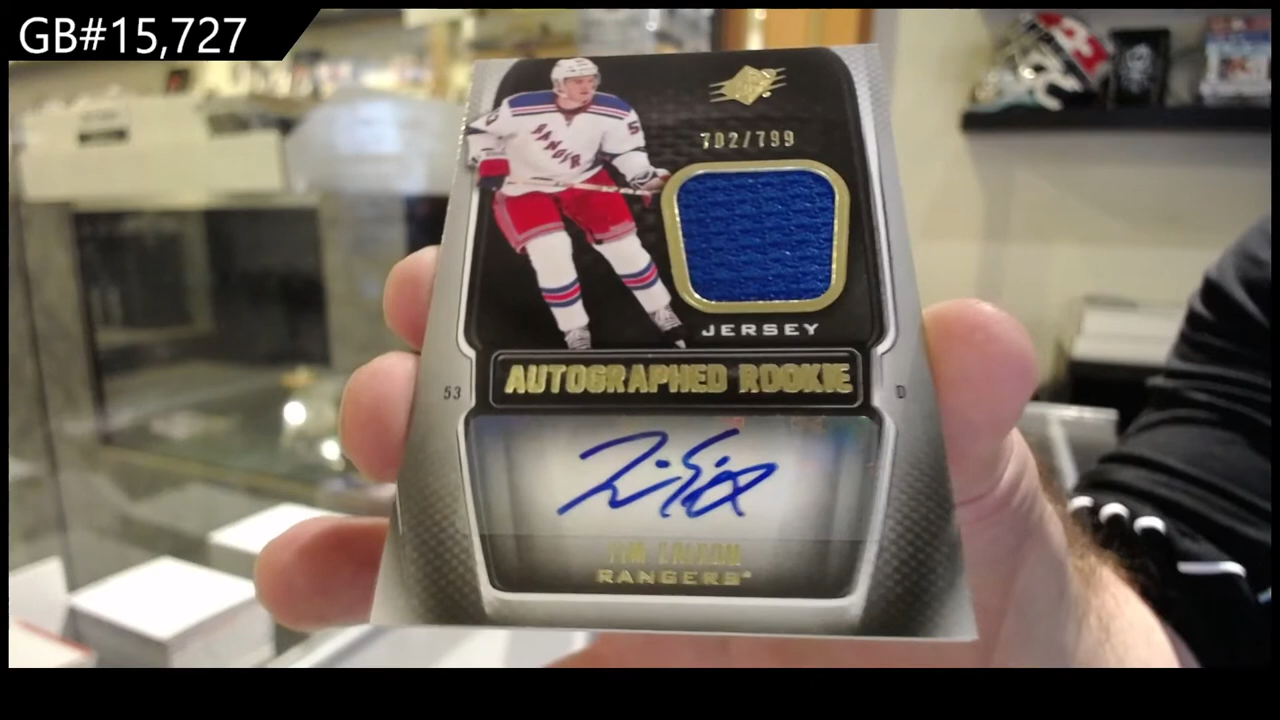 GB#15,727
702/799
JERSEY
AUTOGRAPHED ROOKIE
53
D
RANGERS